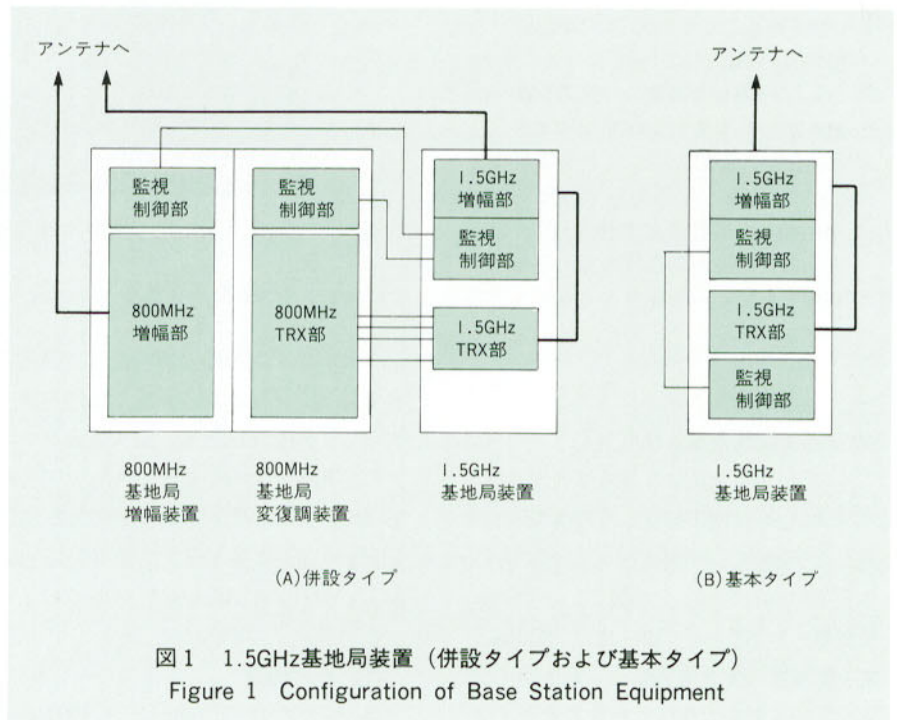 アンテナへ
アンテナへ
監視
制御部
監視
制御部
1.5GHz
増幅部
監視
制御部
800MHz
増幅部
800MHz
TRX部
1.5GHz
TRX部
1.5GHz
増幅部
監視
制御部
1.5GHz
TRX部
監視
制御部
800MHz
基地局
増幅装置
800MHz
基地局
変復調装置
1.5GHz
基地局装置
1.5GHz
基地局装置
(A)併設タイプ
(B)基本タイプ
図1 1.5GHz基地局装置（併設タイプおよび基本タイプ）
Figure 1 Configuration of Base Station Equipment